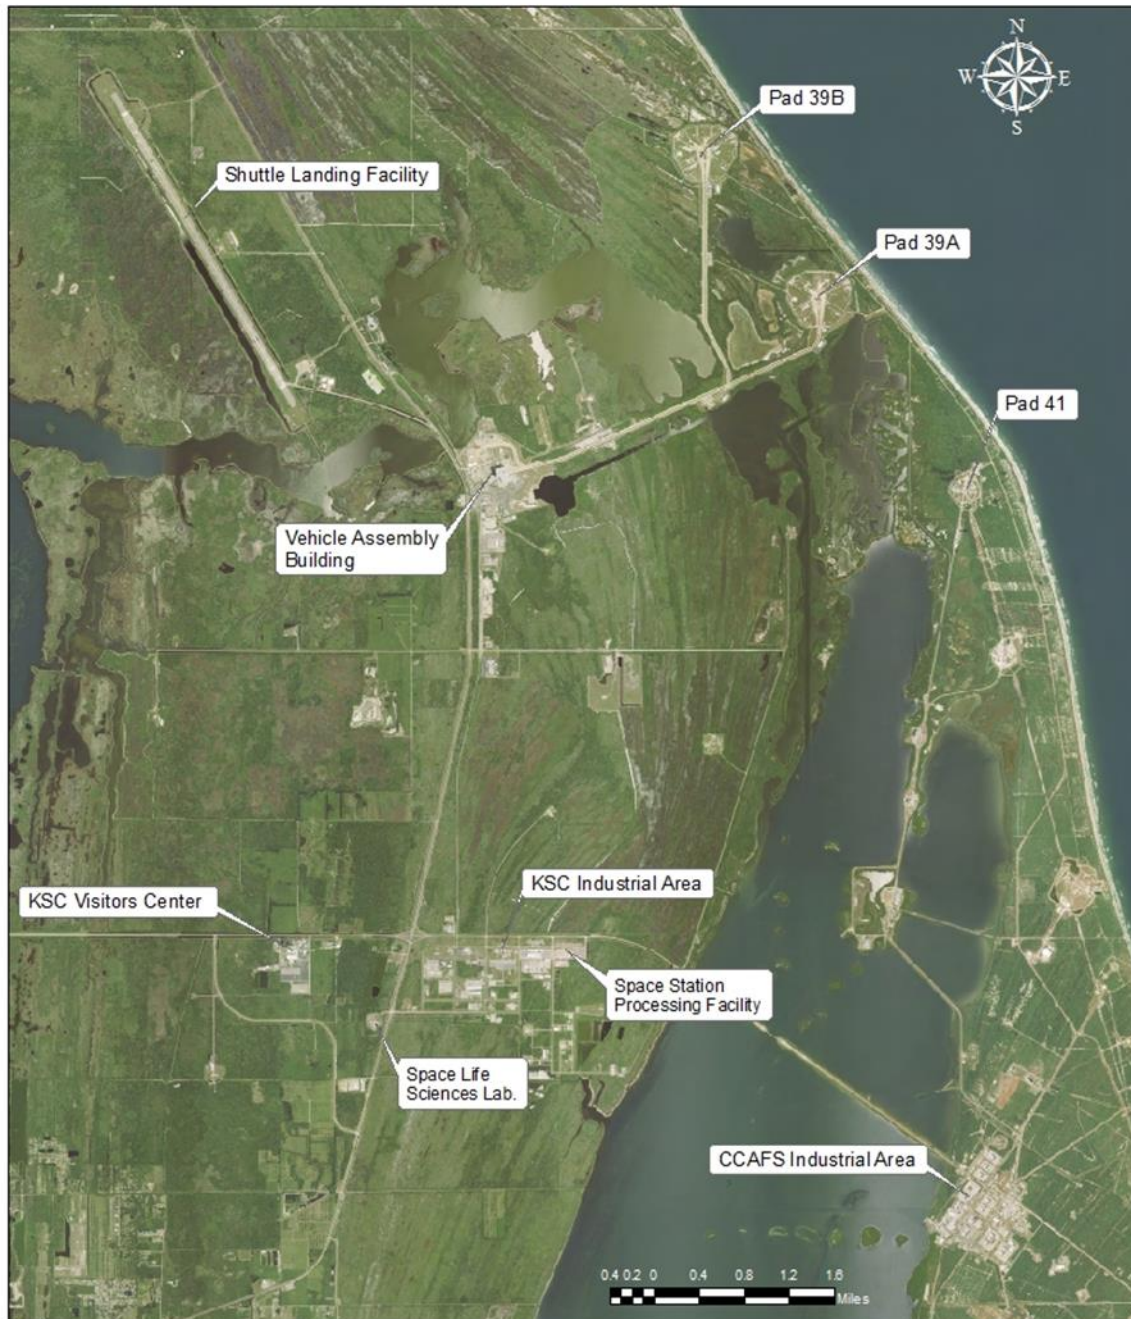 N
W E
S
Pad 39B
Shuttle Landing Facility
Pad 39A
Pad 41
Vehicle Assembly
Building
KSC Visitors Center
KSC Industrial Area
Space Station
Processing Facility
Space Life
Sciences Lab.
CCAFS Industrial Area
0.4 0.2 0 0.4 0.8 1.2 1.6
Miles